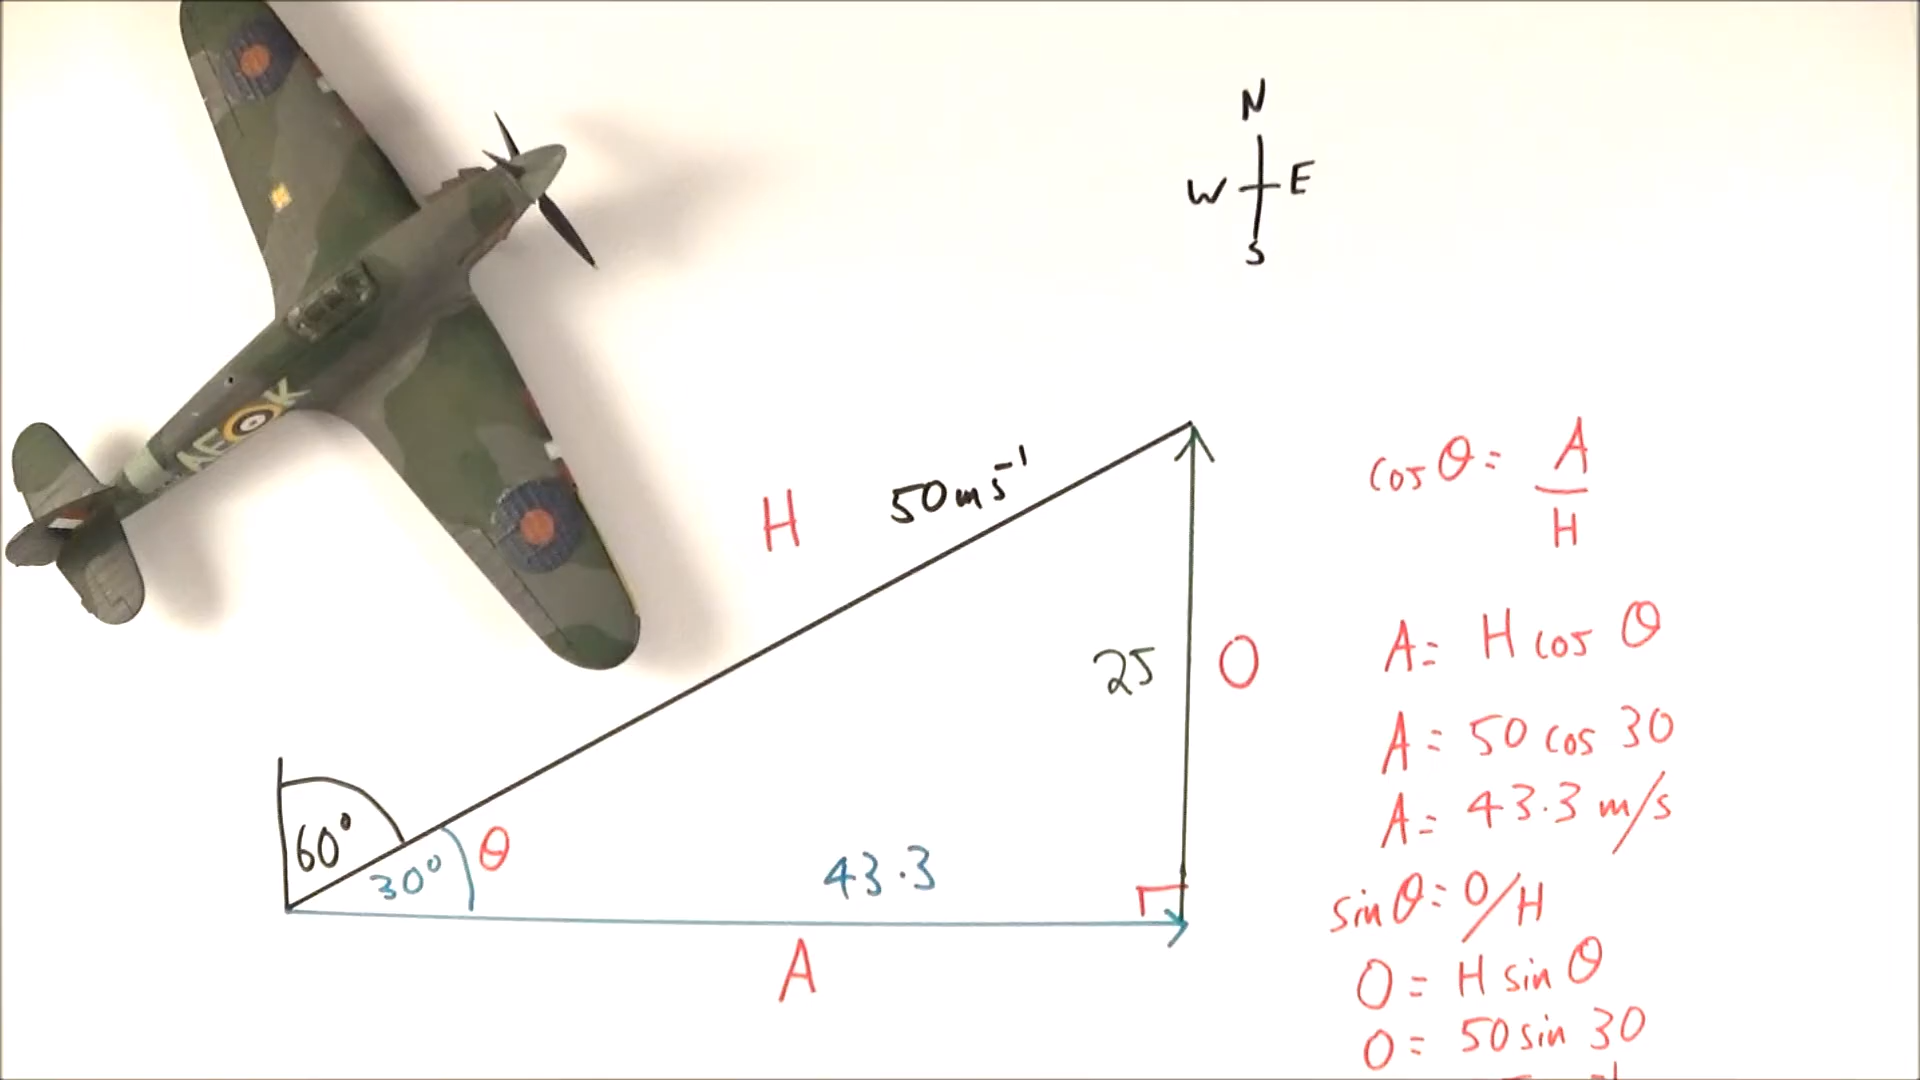 N
W E
S
AE K
H
50ms⁻¹
cos θ = A/H
25
O
A = H cos θ
A = 50 cos 30
A = 43.3 m/s
60°
30°
θ
43.3
A
sin θ = O/H
O = H sin θ
O = 50 sin 30